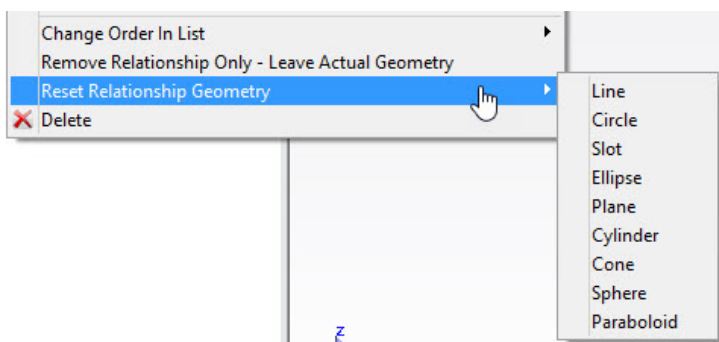 Change Order In List
Remove Relationship Only - Leave Actual Geometry
Reset Relationship Geometry
Delete
Line
Circle
Slot
Ellipse
Plane
Cylinder
Cone
Sphere
Paraboloid
z